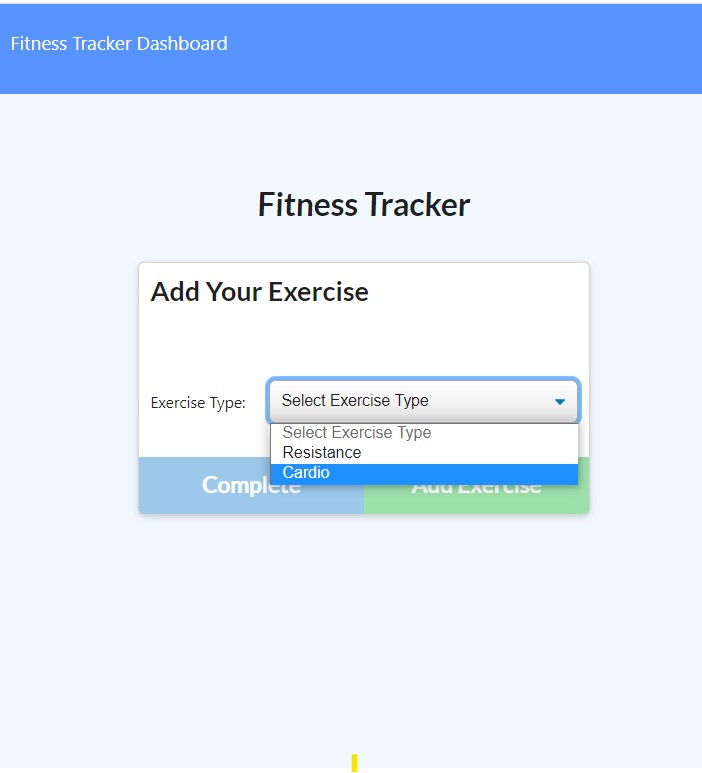 Fitness Tracker Dashboard
Fitness Tracker
Add Your Exercise
Exercise Type:
Select Exercise Type
Select Exercise Type
Resistance
Cardio
Complete
Add Exercise